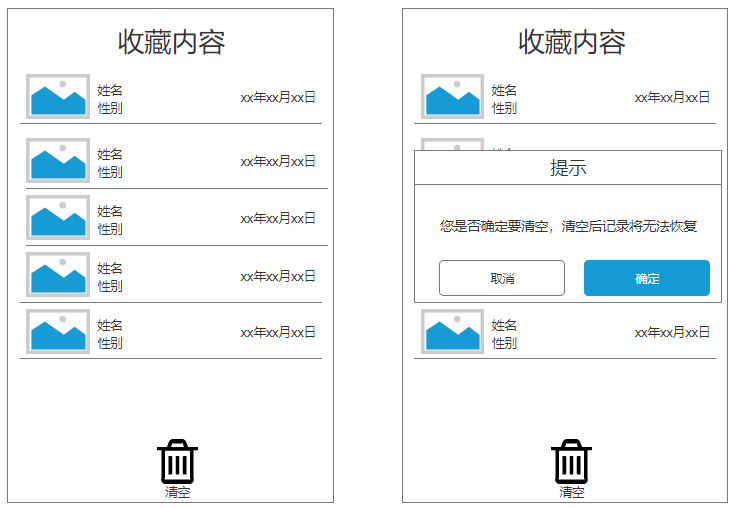 收藏内容
姓名
性别
xx年xx月xx日
姓名
性别
xx年xx月xx日
姓名
性别
xx年xx月xx日
姓名
性别
xx年xx月xx日
姓名
性别
xx年xx月xx日
清空
收藏内容
姓名
性别
xx年xx月xx日
提示
您是否确定要清空，清空后记录将无法恢复
取消
确定
姓名
性别
xx年xx月xx日
清空